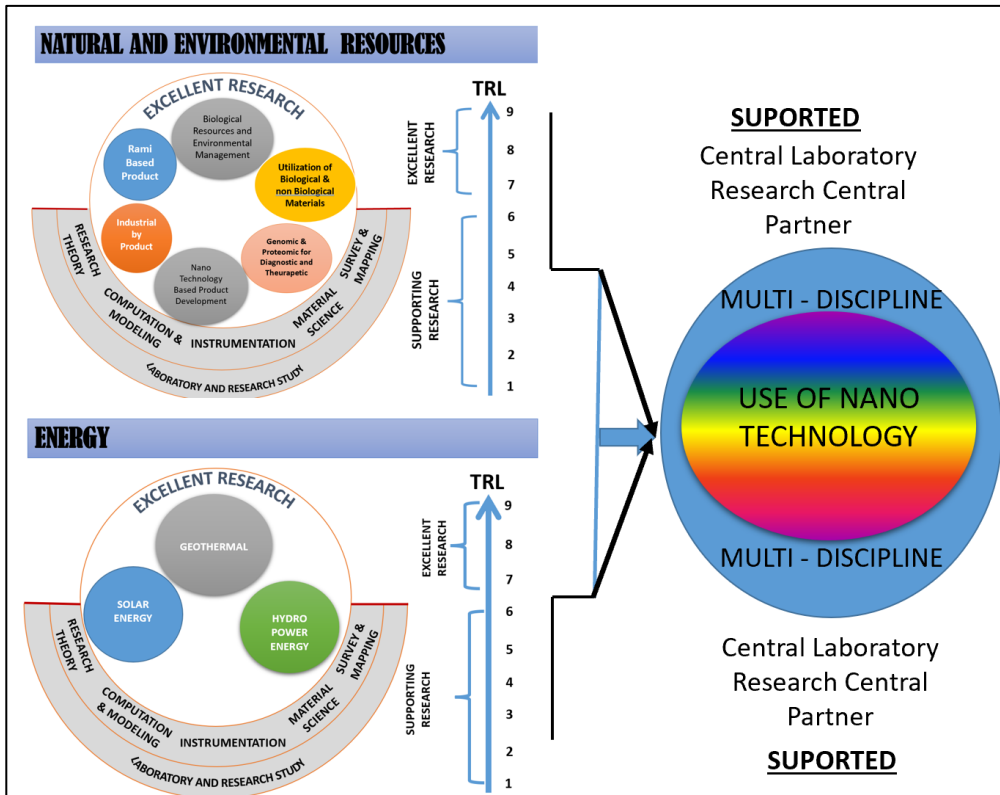 NATURAL AND ENVIRONMENTAL RESOURCES
EXCELLENT RESEARCH
Biological
Resources and
Environmental
Management
Rami
Based
Product
Utilization of
Biological &
non Biological
Materials
Industrial
by
Product
Genomic &
Proteomic for
Diagnostic and
Theurapetic
Nano
Technology
Based Product
Development
RESEARCH
THEORY
COMPUTATION &
MODELING
INSTRUMENTATION
MATERIAL
SCIENCE
SURVEY &
MAPPING
LABORATORY AND RESEARCH STUDY
TRL
EXCELLENT
RESEARCH
SUPPORTING
RESEARCH
9
8
7
6
5
4
3
2
1
ENERGY
EXCELLENT RESEARCH
GEOTHERMAL
SOLAR
ENERGY
HYDRO
POWER
ENERGY
RESEARCH
THEORY
COMPUTATION
& MODELING
INSTRUMENTATION
MATERIAL
SCIENCE
SURVEY &
MAPPING
LABORATORY AND RESEARCH STUDY
TRL
EXCELLENT
RESEARCH
SUPPORTING
RESEARCH
9
8
7
6
5
4
3
2
1
SUPORTED
Central Laboratory
Research Central
Partner
MULTI - DISCIPLINE
USE OF NANO
TECHNOLOGY
MULTI - DISCIPLINE
Central Laboratory
Research Central
Partner
SUPORTED